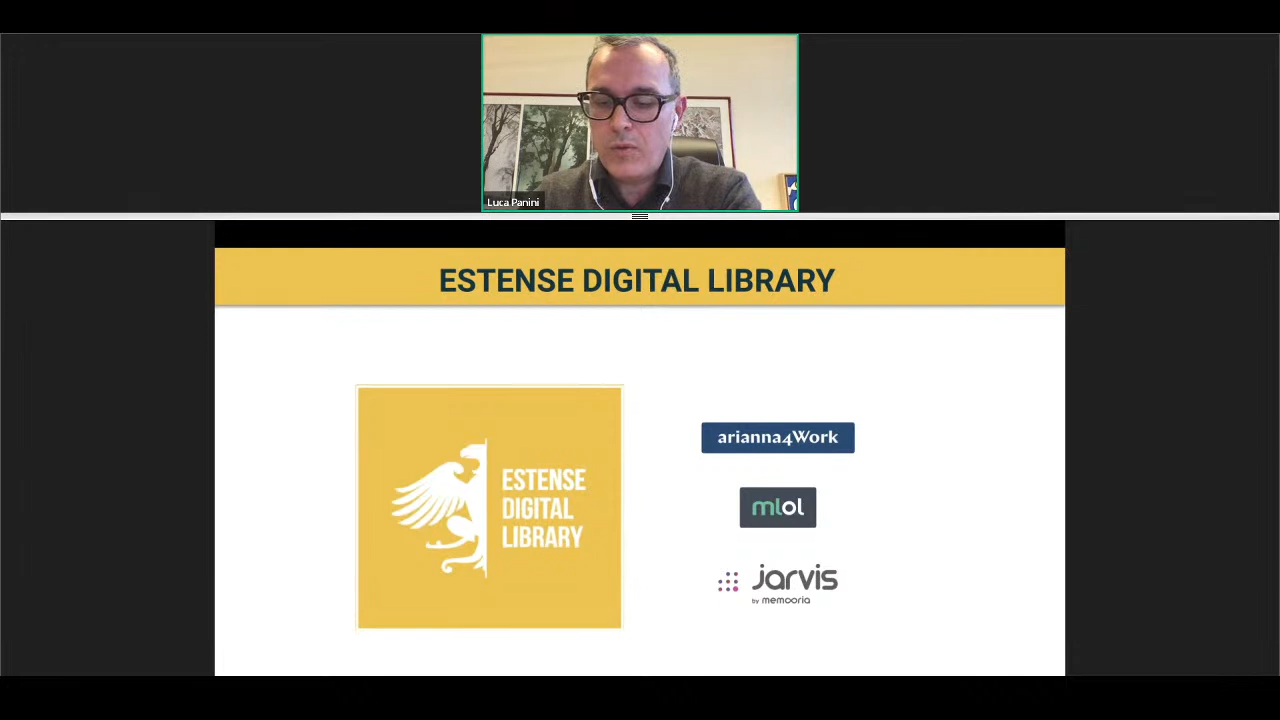 Luca Panini
ESTENSE DIGITAL LIBRARY
ESTENSE
DIGITAL
LIBRARY
arianna4Work
mlol
jarvis
by memooria